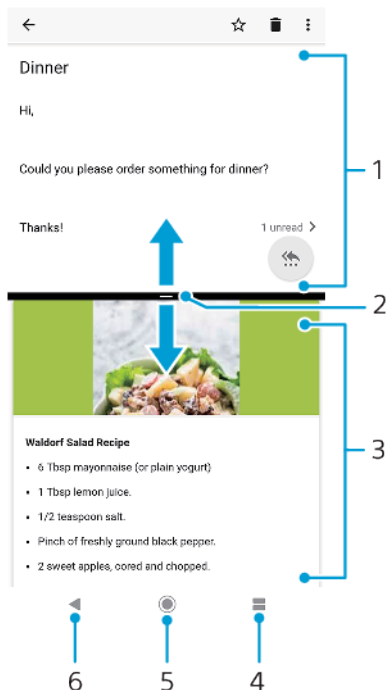 Dinner
Hi,
Could you please order something for dinner?
Thanks!
1 unread
1
2
3
Waldorf Salad Recipe
• 6 Tbsp mayonnaise (or plain yogurt)
• 1 Tbsp lemon juice.
• 1/2 teaspoon salt.
• Pinch of freshly ground black pepper.
• 2 sweet apples, cored and chopped.
6 5 4